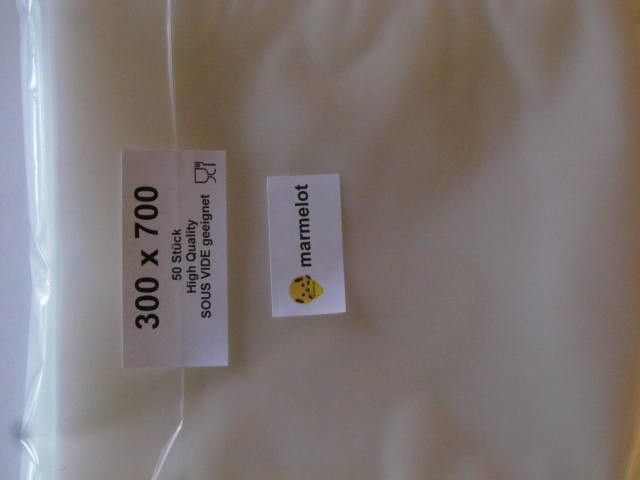 300 x 700
50 Stück
High Quality
SOUS VIDE geeignet
marmelot